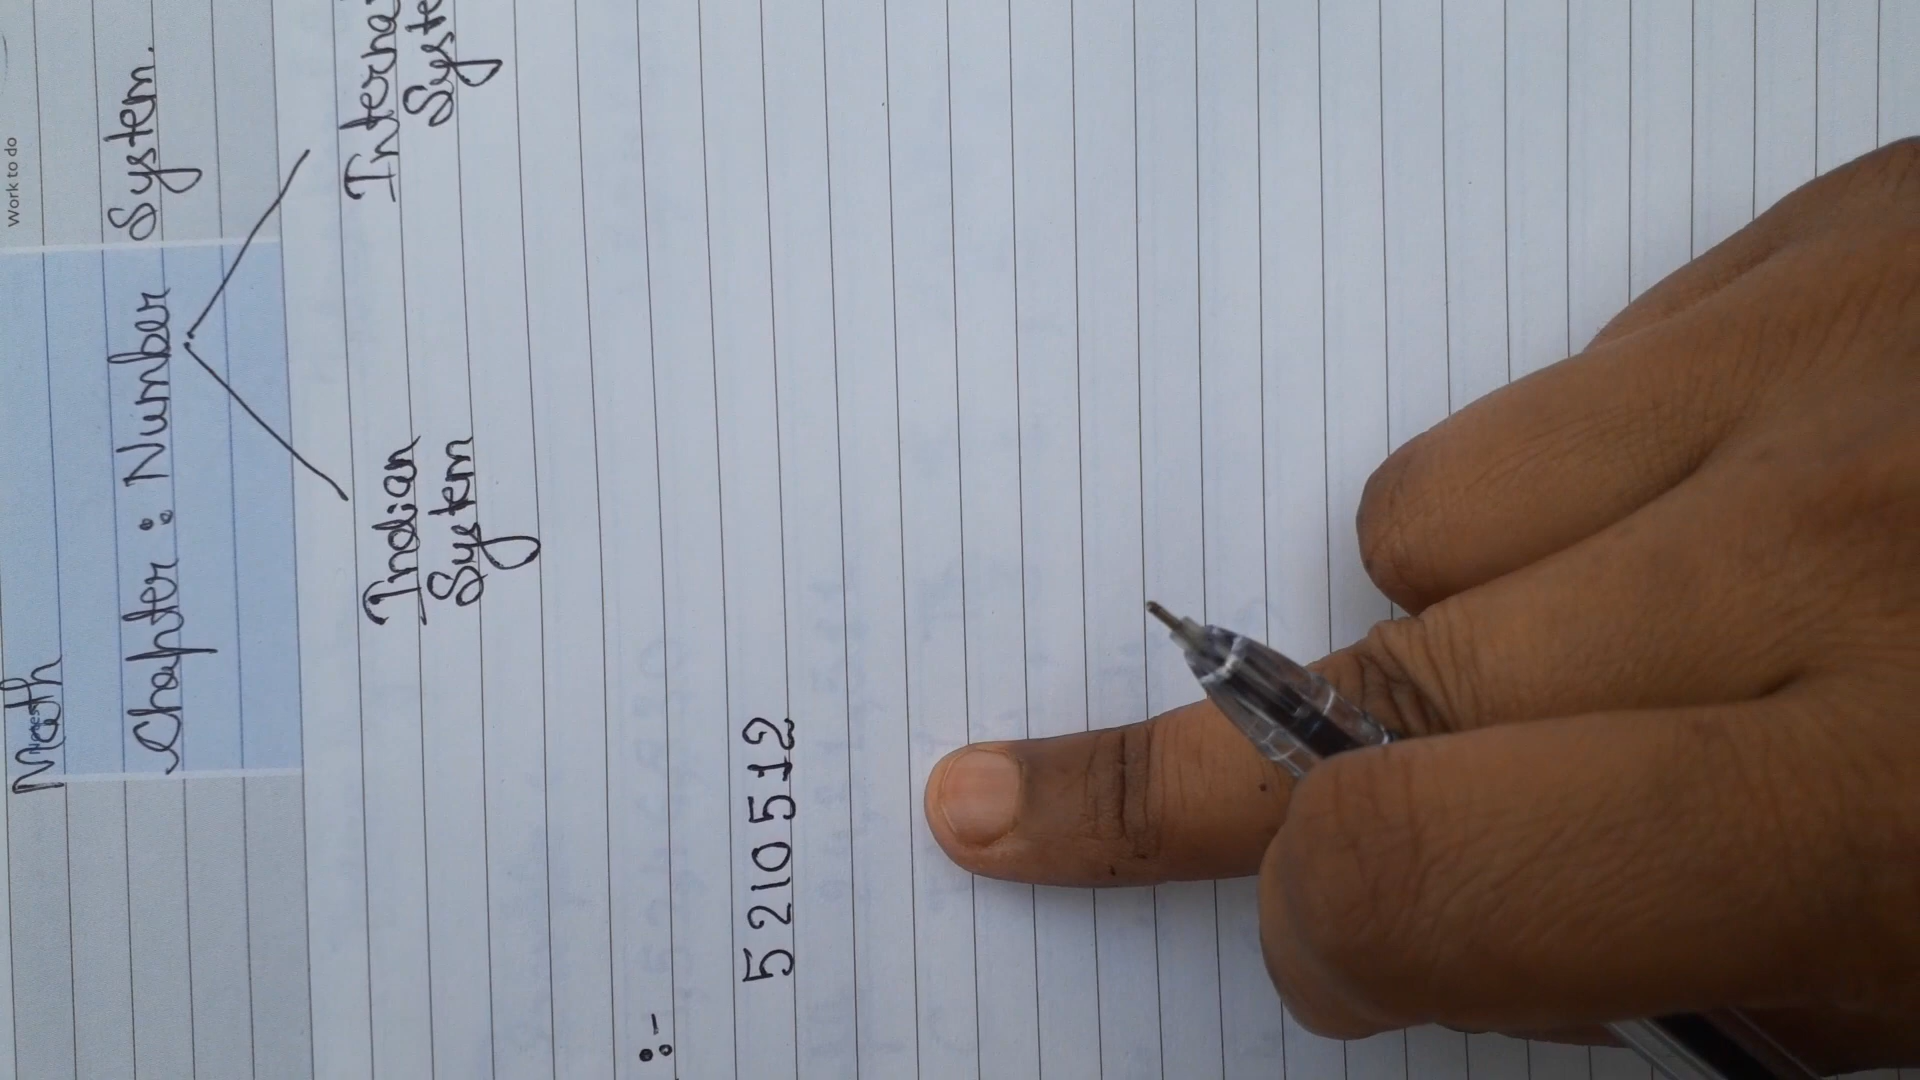 Work to do
Math
Chapter : Number System.
Indian
System
:-
5210512